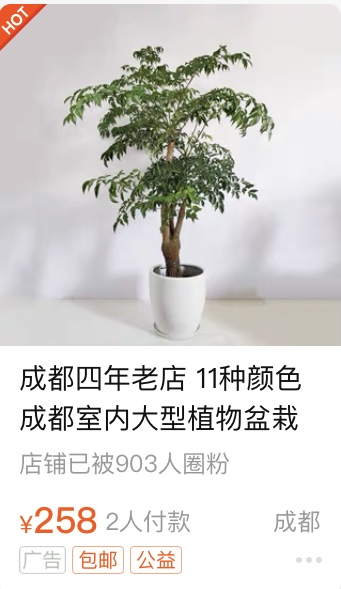 HOT
成都四年老店 11种颜色
成都室内大型植物盆栽
店铺已被903人圈粉
¥258 2人付款 成都
广告 包邮 公益